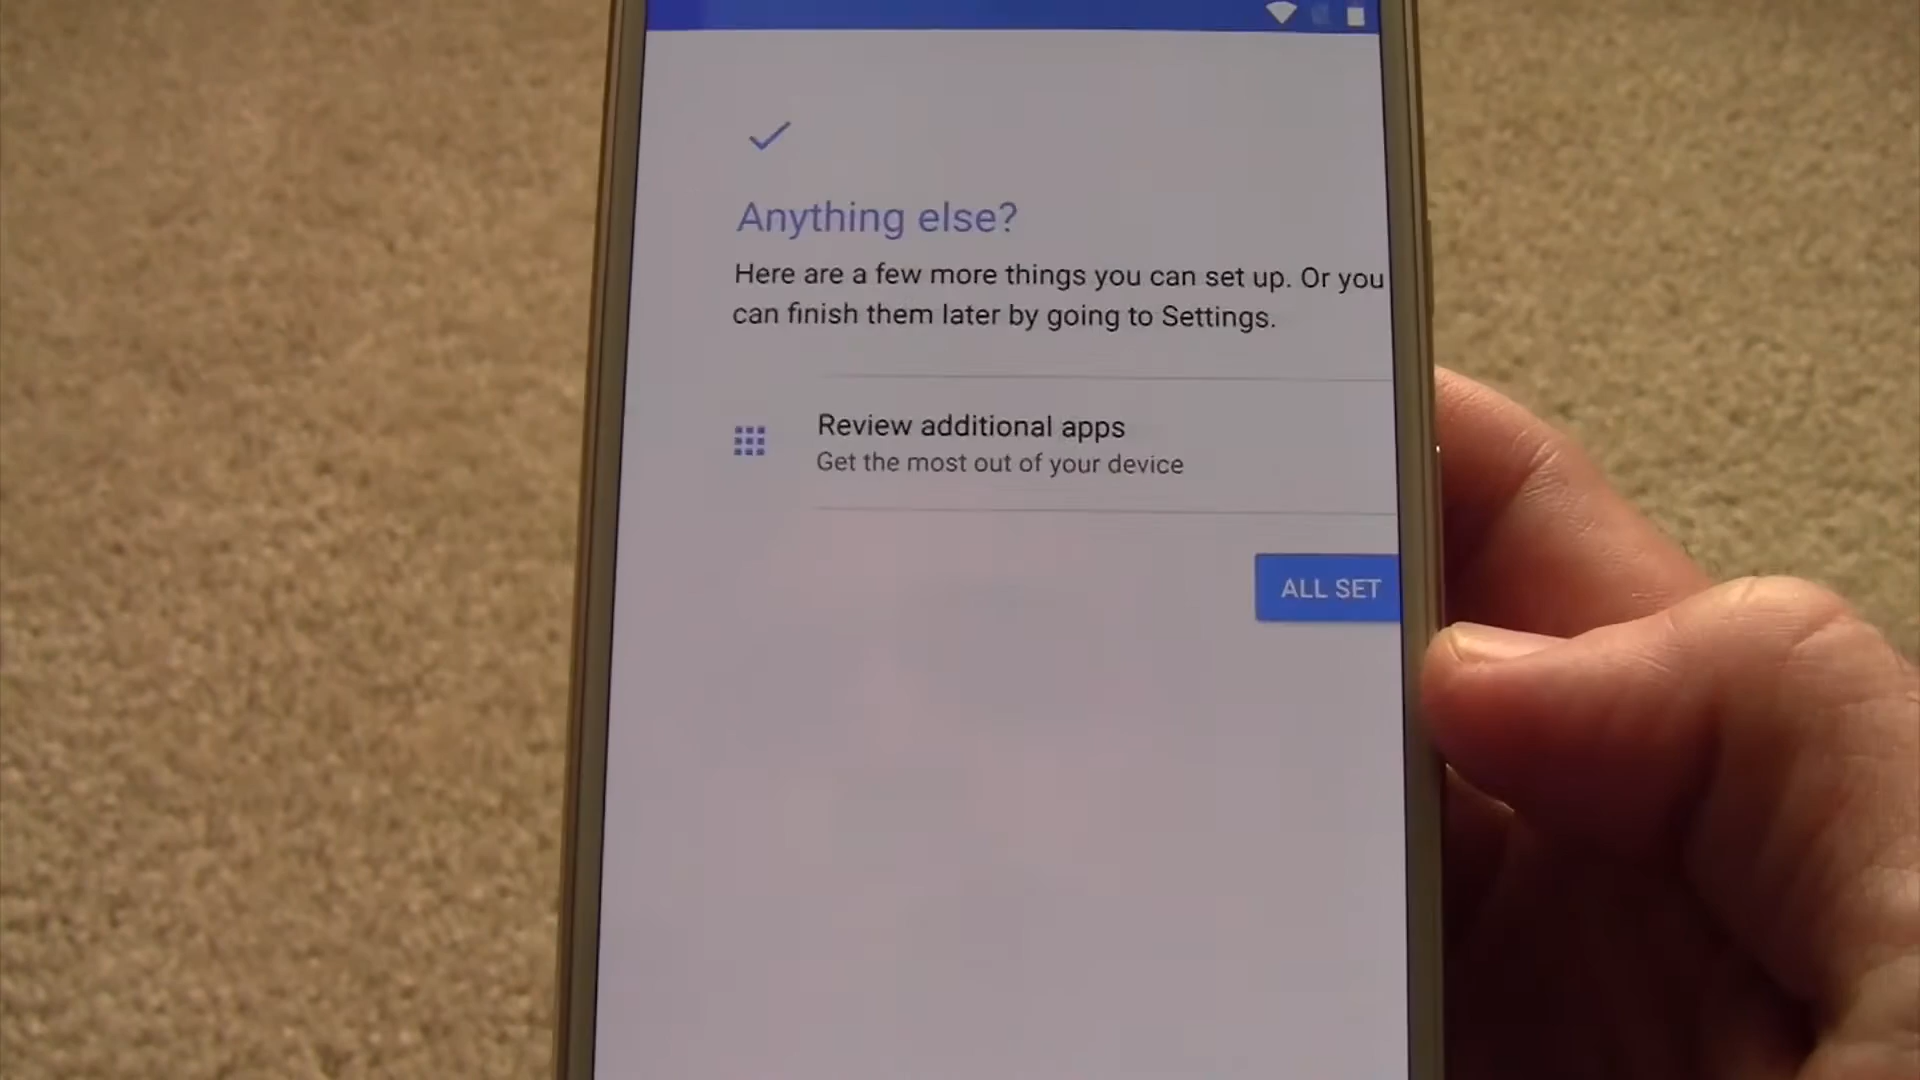 Anything else?
Here are a few more things you can set up. Or you
can finish them later by going to Settings.
Review additional apps
Get the most out of your device
ALL SET